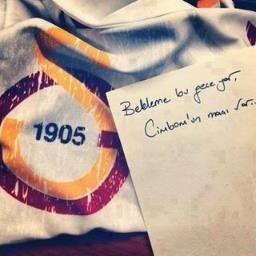 1905
Bekleme bu gece yar,
Cimbom'un maçı var..